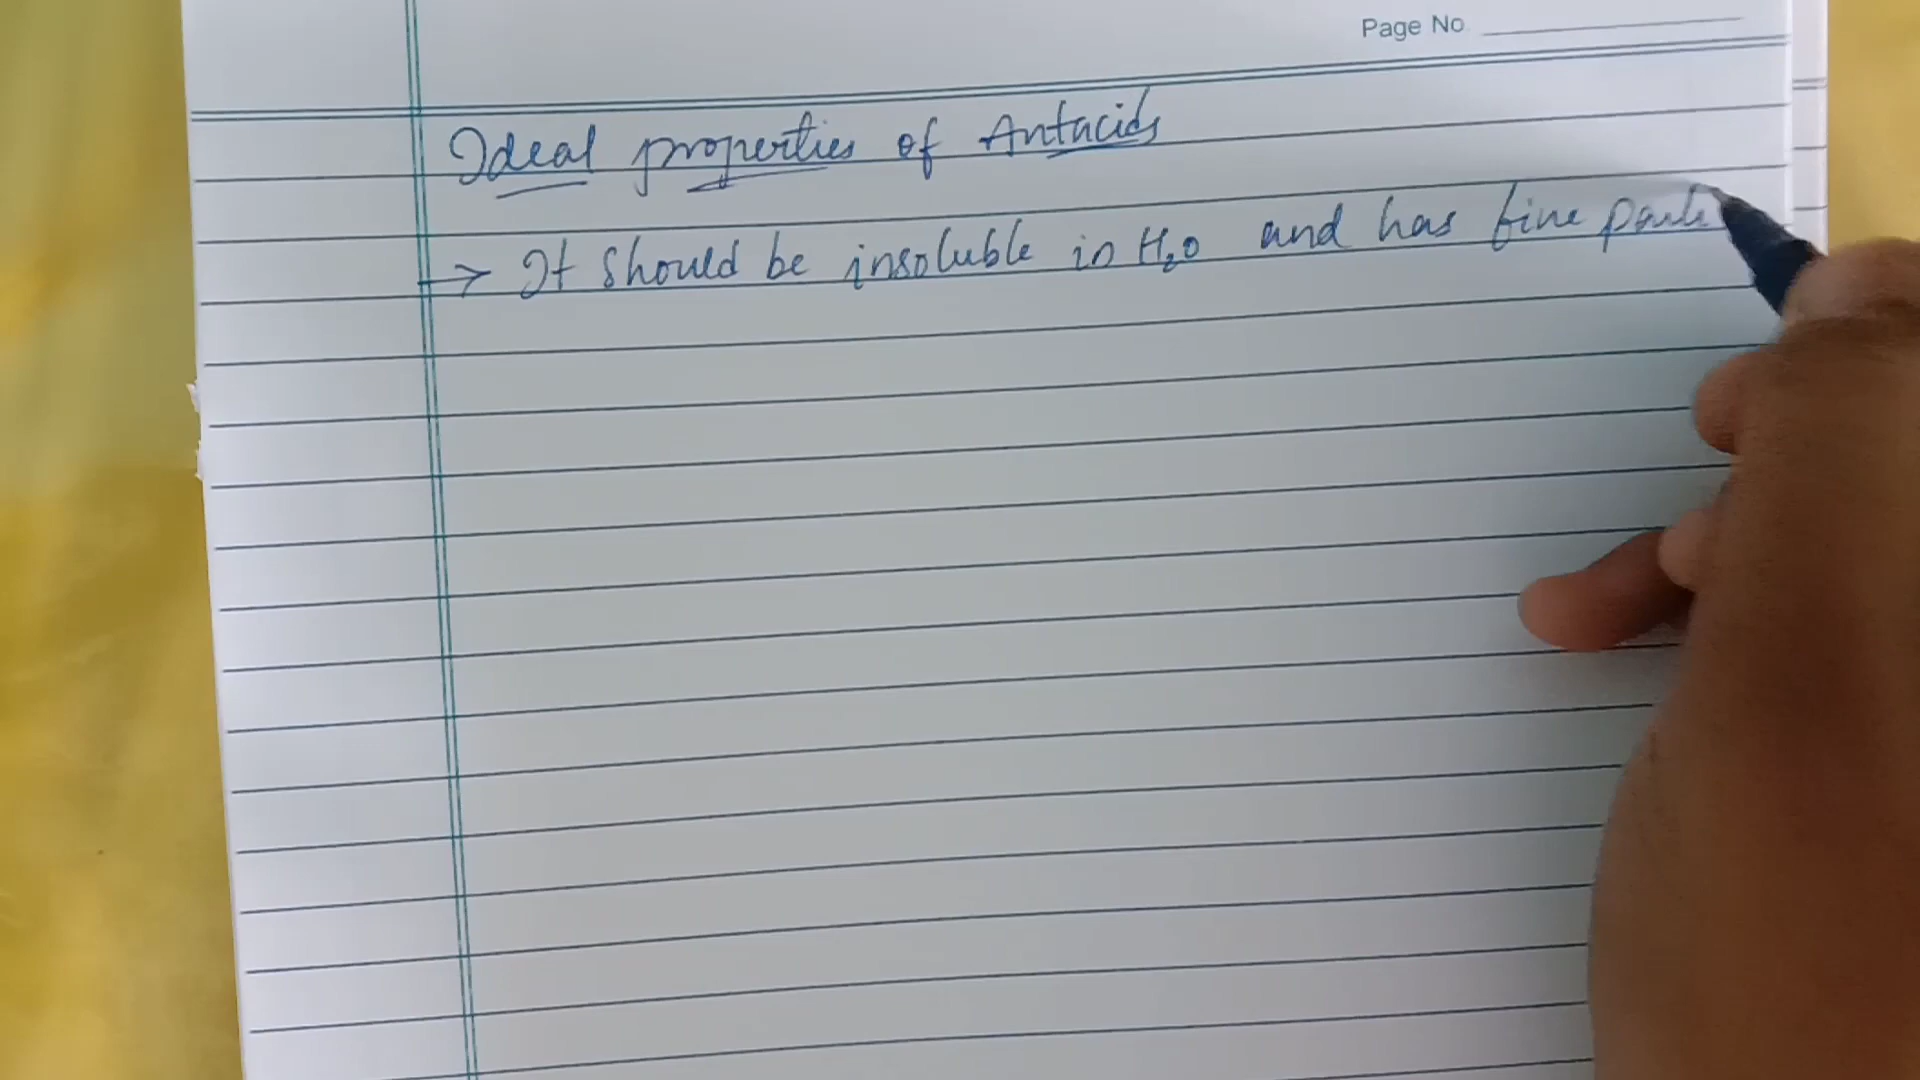 Page No
Ideal properties of Antacids
→ It should be insoluble in H₂O and has fine